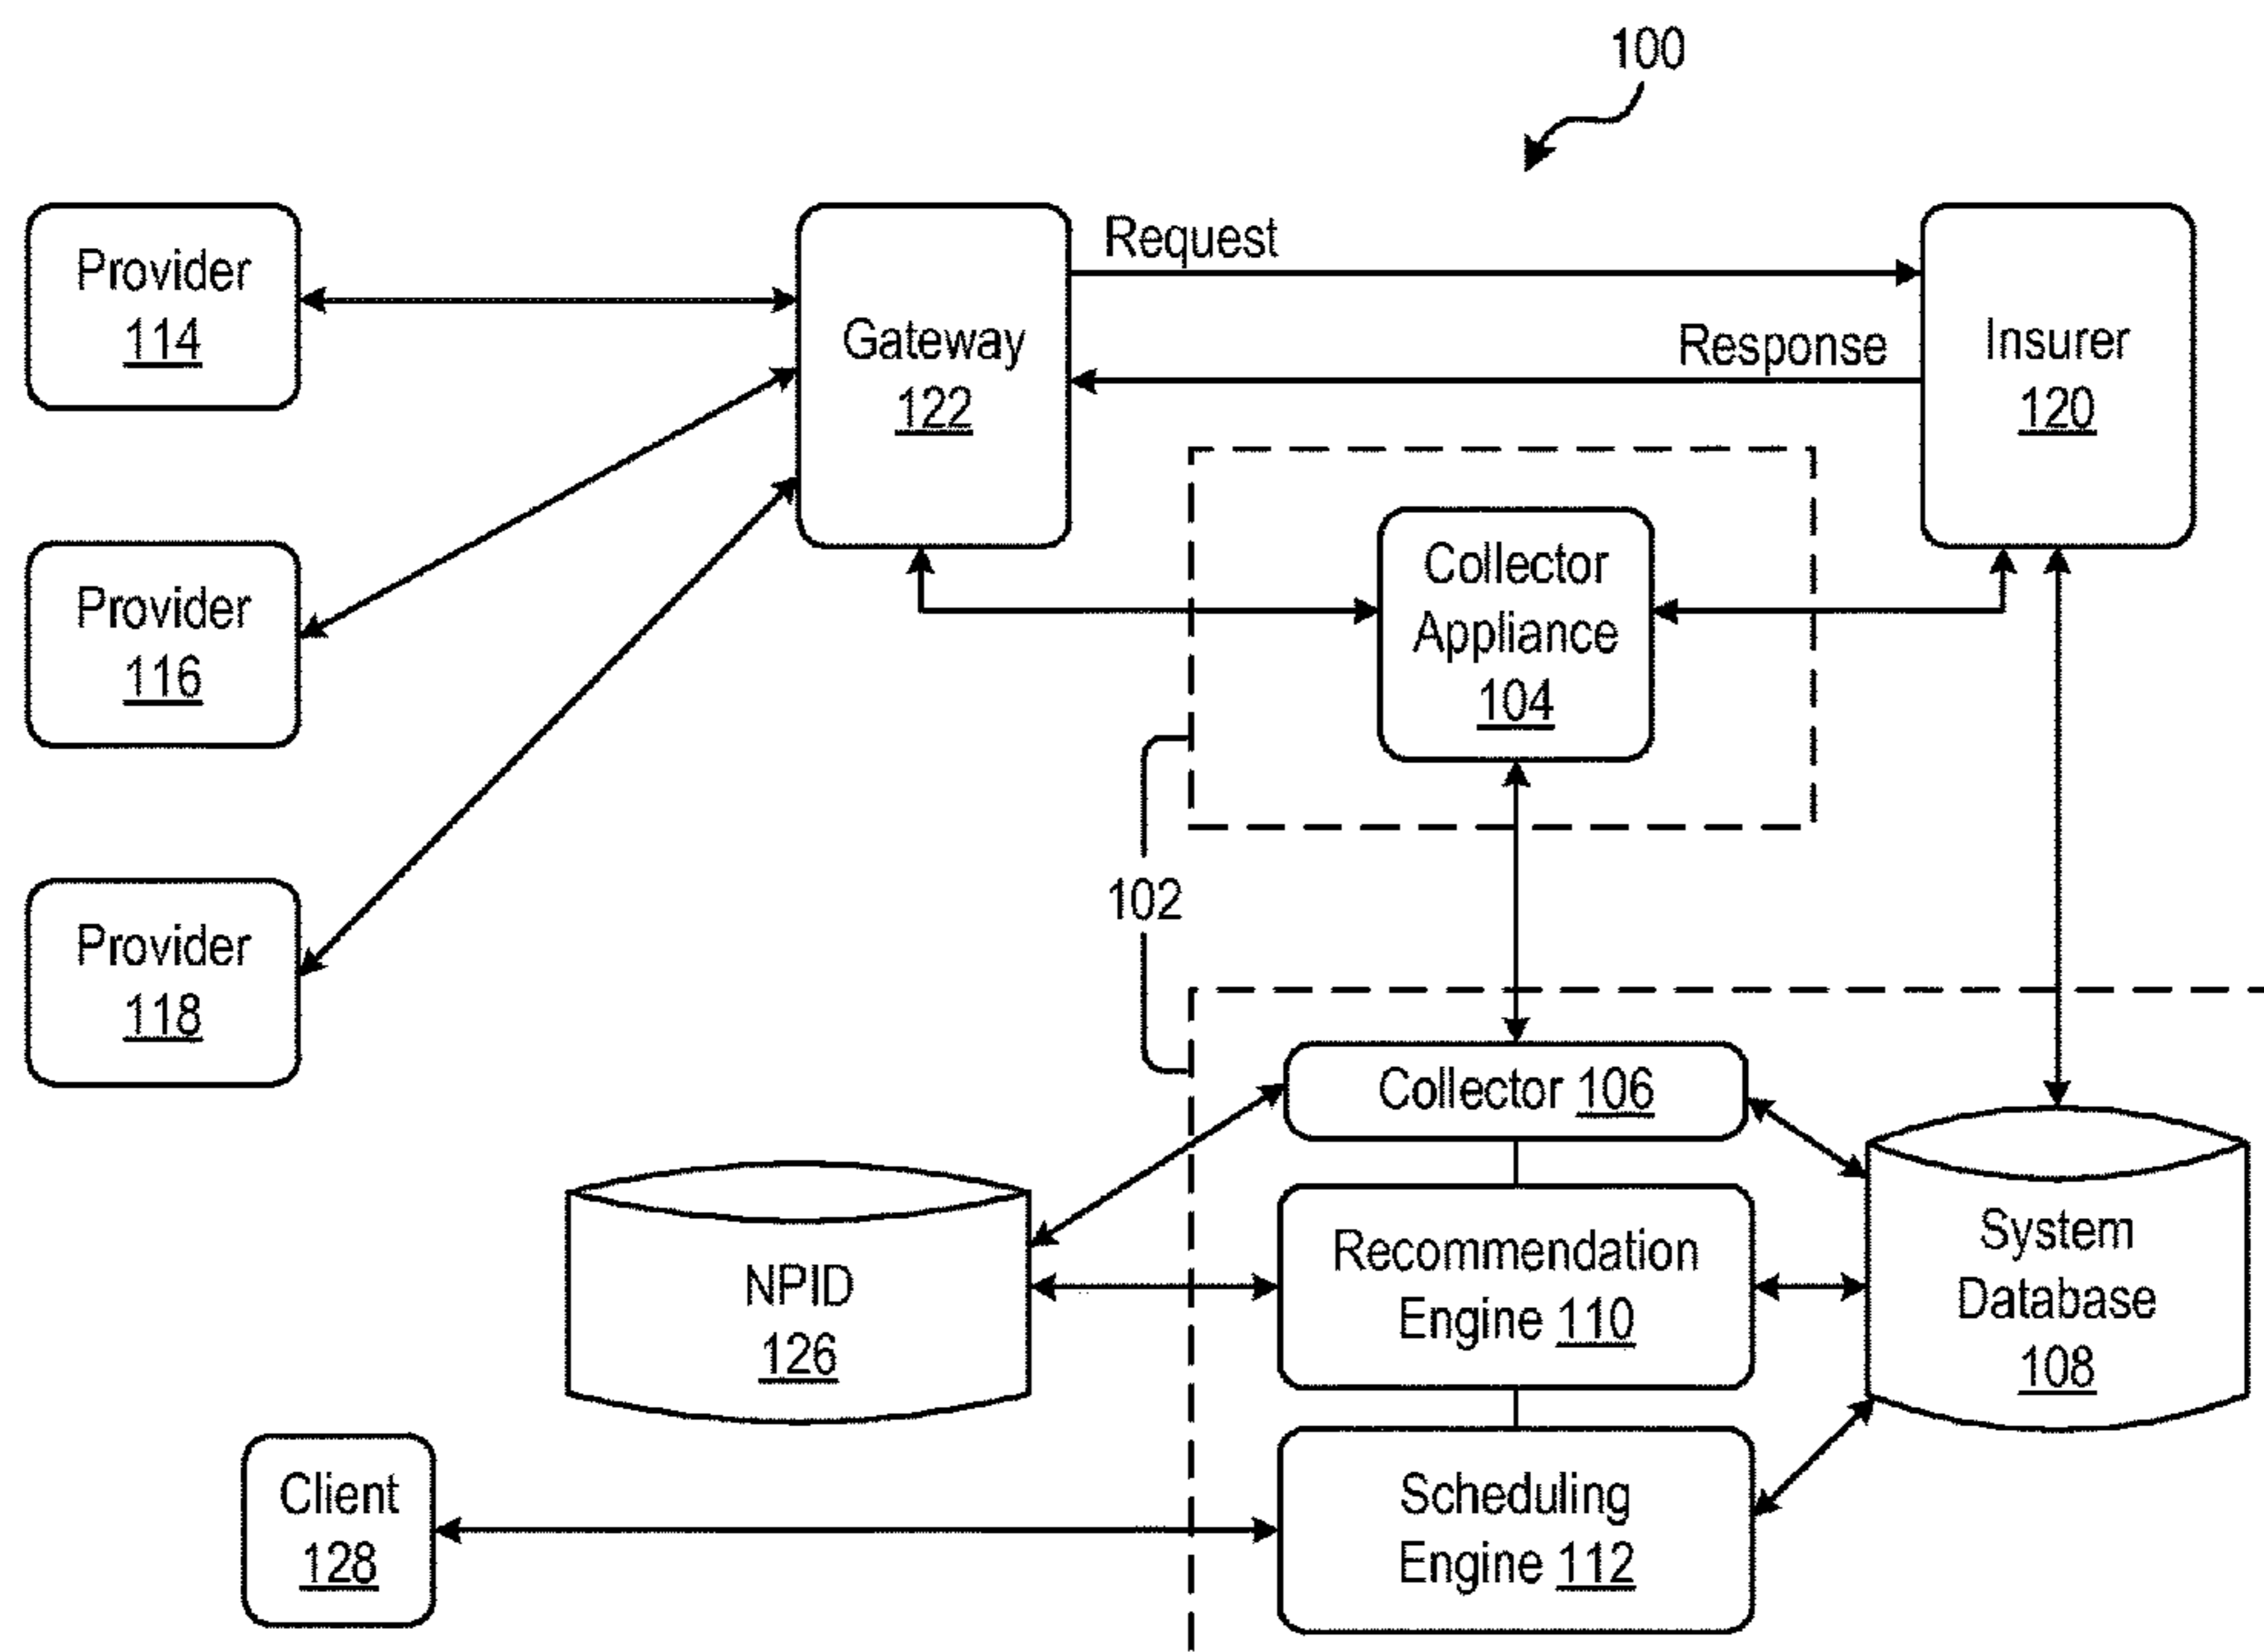 100
Provider
114
Gateway
122
Request
Response
Insurer
120
Provider
116
Collector
Appliance
104
Provider
118
102
Collector 106
NPID
126
Recommendation
Engine 110
System
Database
108
Client
128
Scheduling
Engine 112